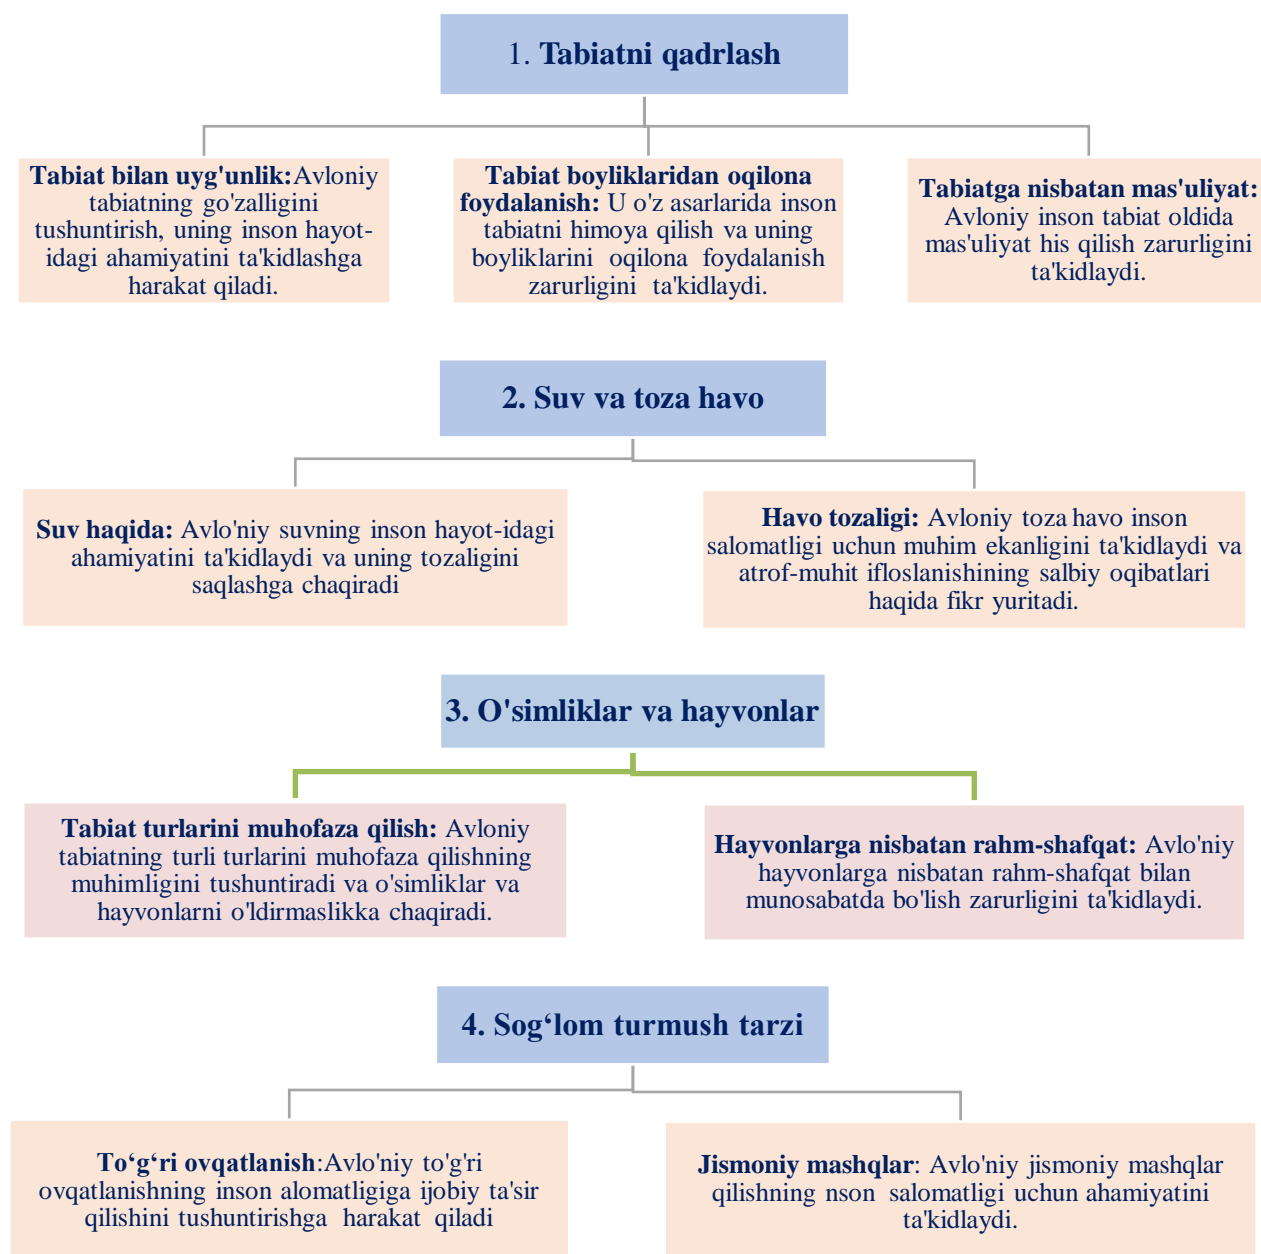 1. Tabiatni qadrlash
Tabiat bilan uyg'unlik:Avloniy
tabiatning go'zalligini
tushuntirish, uning inson hayot-
idagi ahamiyatini ta'kidlashga
harakat qiladi.
Tabiat boyliklaridan oqilona
foydalanish: U o'z asarlarida inson
tabiatni himoya qilish va uning
boyliklarini oqilona foydalanish
zarurligini ta'kidlaydi.
Tabiatga nisbatan mas'uliyat:
Avloniy inson tabiat oldida
mas'uliyat his qilish zarurligini
ta'kidlaydi.
2. Suv va toza havo
Suv haqida: Avlo'niy suvning inson hayot-idagi
ahamiyatini ta'kidlaydi va uning tozaligini
saqlashga chaqiradi
Havo tozaligi: Avloniy toza havo inson
salomatligi uchun muhim ekanligini ta'kidlaydi va
atrof-muhit ifloslanishining salbiy oqibatlari
haqida fikr yuritadi.
3. O'simliklar va hayvonlar
Tabiat turlarini muhofaza qilish: Avloniy
tabiatning turli turlarini muhofaza qilishning
muhimligini tushuntiradi va o'simliklar va
hayvonlarni o'ldirmaslikka chaqiradi.
Hayvonlarga nisbatan rahm-shafqat: Avlo'niy
hayvonlarga nisbatan rahm-shafqat bilan
munosabatda bo'lish zarurligini ta'kidlaydi.
4. Sog‘lom turmush tarzi
To‘g‘ri ovqatlanish:Avlo'niy to'g'ri
ovqatlanishning inson alomatligiga ijobiy ta'sir
qilishini tushuntirishga harakat qiladi
Jismoniy mashqlar: Avlo'niy jismoniy mashqlar
qilishning nson salomatligi uchun ahamiyatini
ta'kidlaydi.